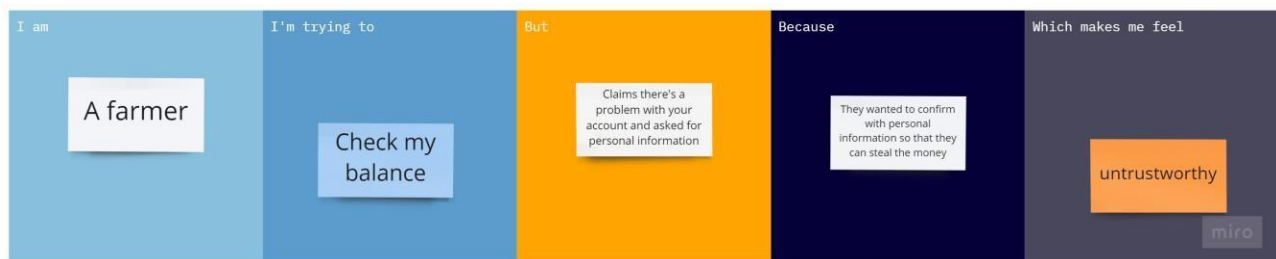 I am
A farmer
I'm trying to
Check my
balance
But
Claims there's a
problem with your
account and asked for
personal information
Because
They wanted to confirm
with personal
information so that they
can steal the money
Which makes me feel
untrustworthy
miro